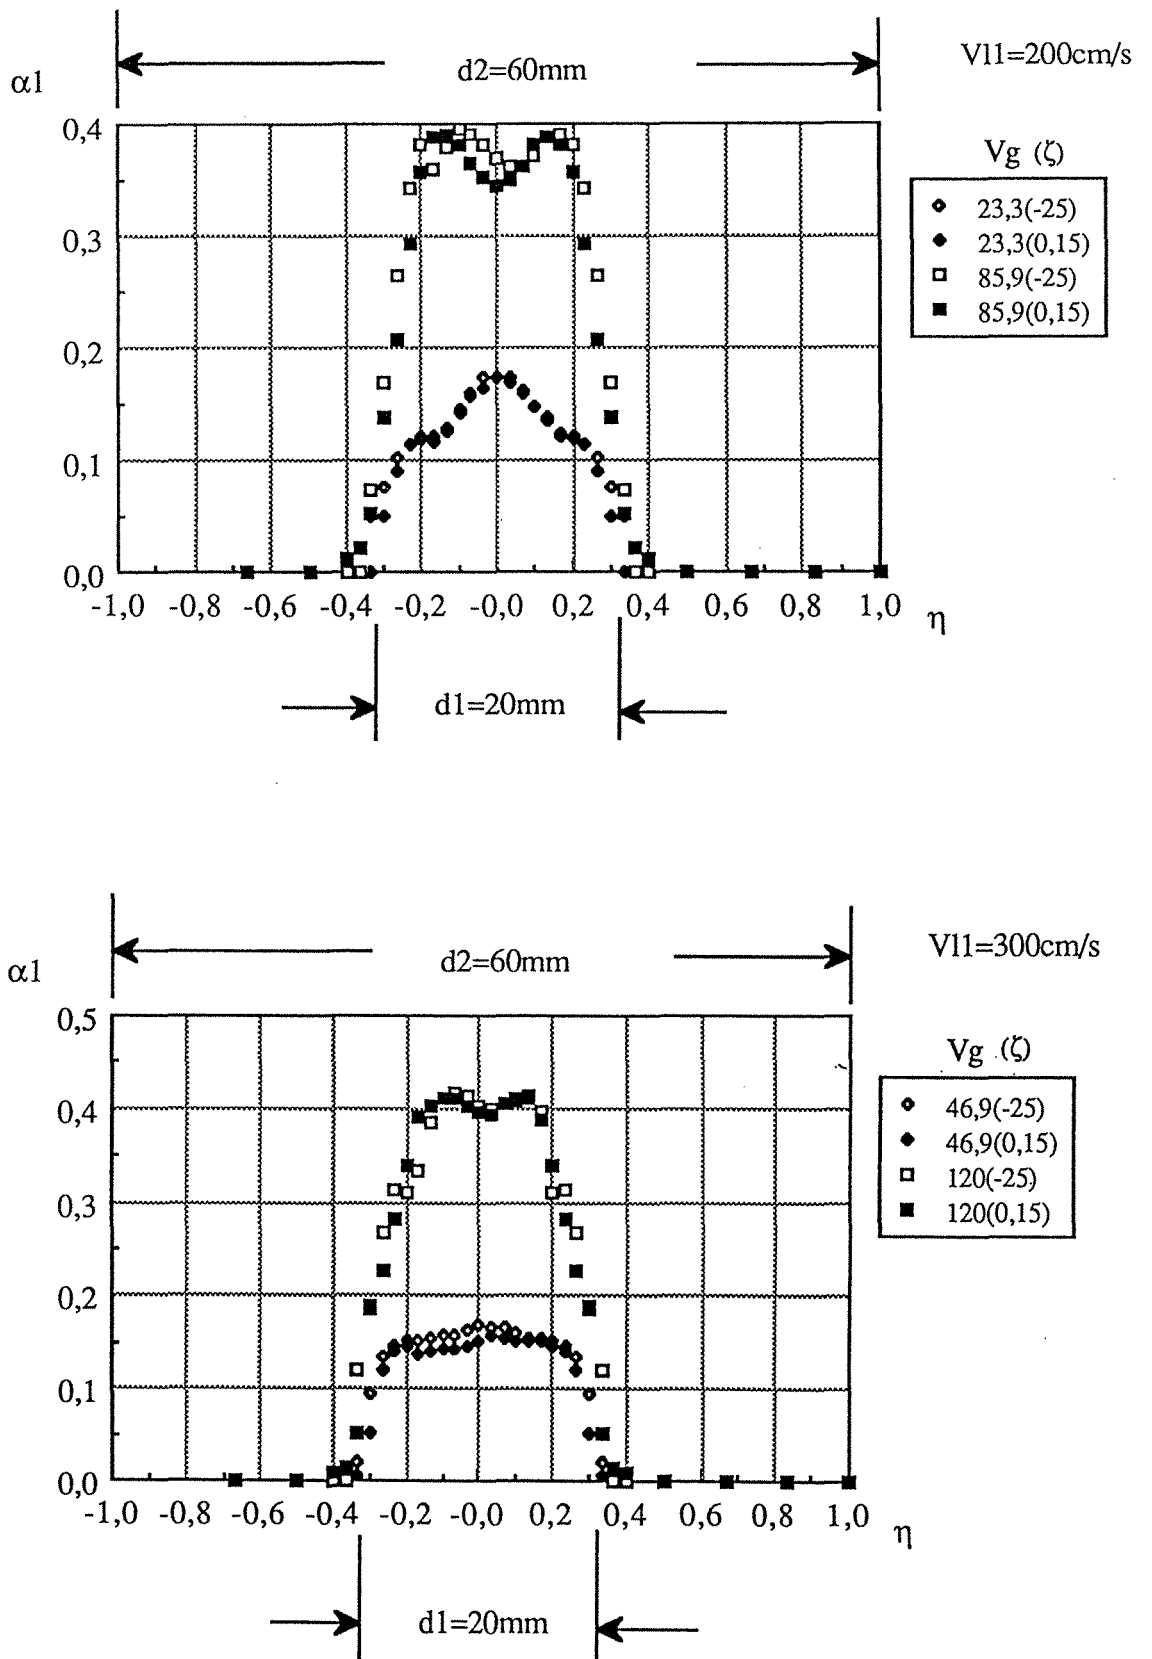 Vl1=200cm/s
d2=60mm
α1
0,4
0,3
0,2
0,1
0,0
-1,0 -0,8 -0,6 -0,4 -0,2 -0,0 0,2 0,4 0,6 0,8 1,0
η
Vg (ζ)
23,3(-25)
23,3(0,15)
85,9(-25)
85,9(0,15)
d1=20mm
Vl1=300cm/s
d2=60mm
α1
0,5
0,4
0,3
0,2
0,1
0,0
-1,0 -0,8 -0,6 -0,4 -0,2 -0,0 0,2 0,4 0,6 0,8 1,0
η
Vg (ζ)
46,9(-25)
46,9(0,15)
120(-25)
120(0,15)
d1=20mm